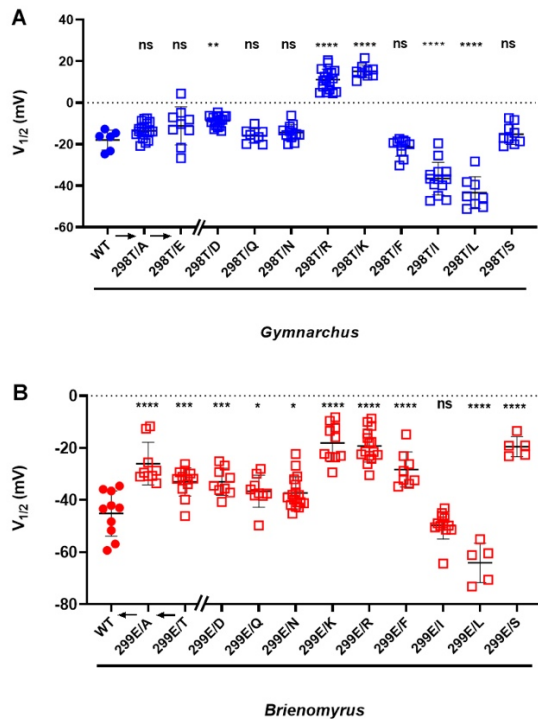 A
ns ns ** ns ns **** **** ns **** **** ns
V1/2 (mV)
20
0
-20
-40
-60
WT 298T/A 298T/E 298T/D 298T/Q 298T/N 298T/R 298T/K 298T/F 298T/I 298T/L 298T/S
Gymnarchus
B
**** *** *** * * **** **** **** ns **** ****
V1/2 (mV)
0
-20
-40
-60
-80
WT 299E/A 299E/T 299E/D 299E/Q 299E/N 299E/K 299E/R 299E/F 299E/I 299E/L 299E/S
Brienomyrus